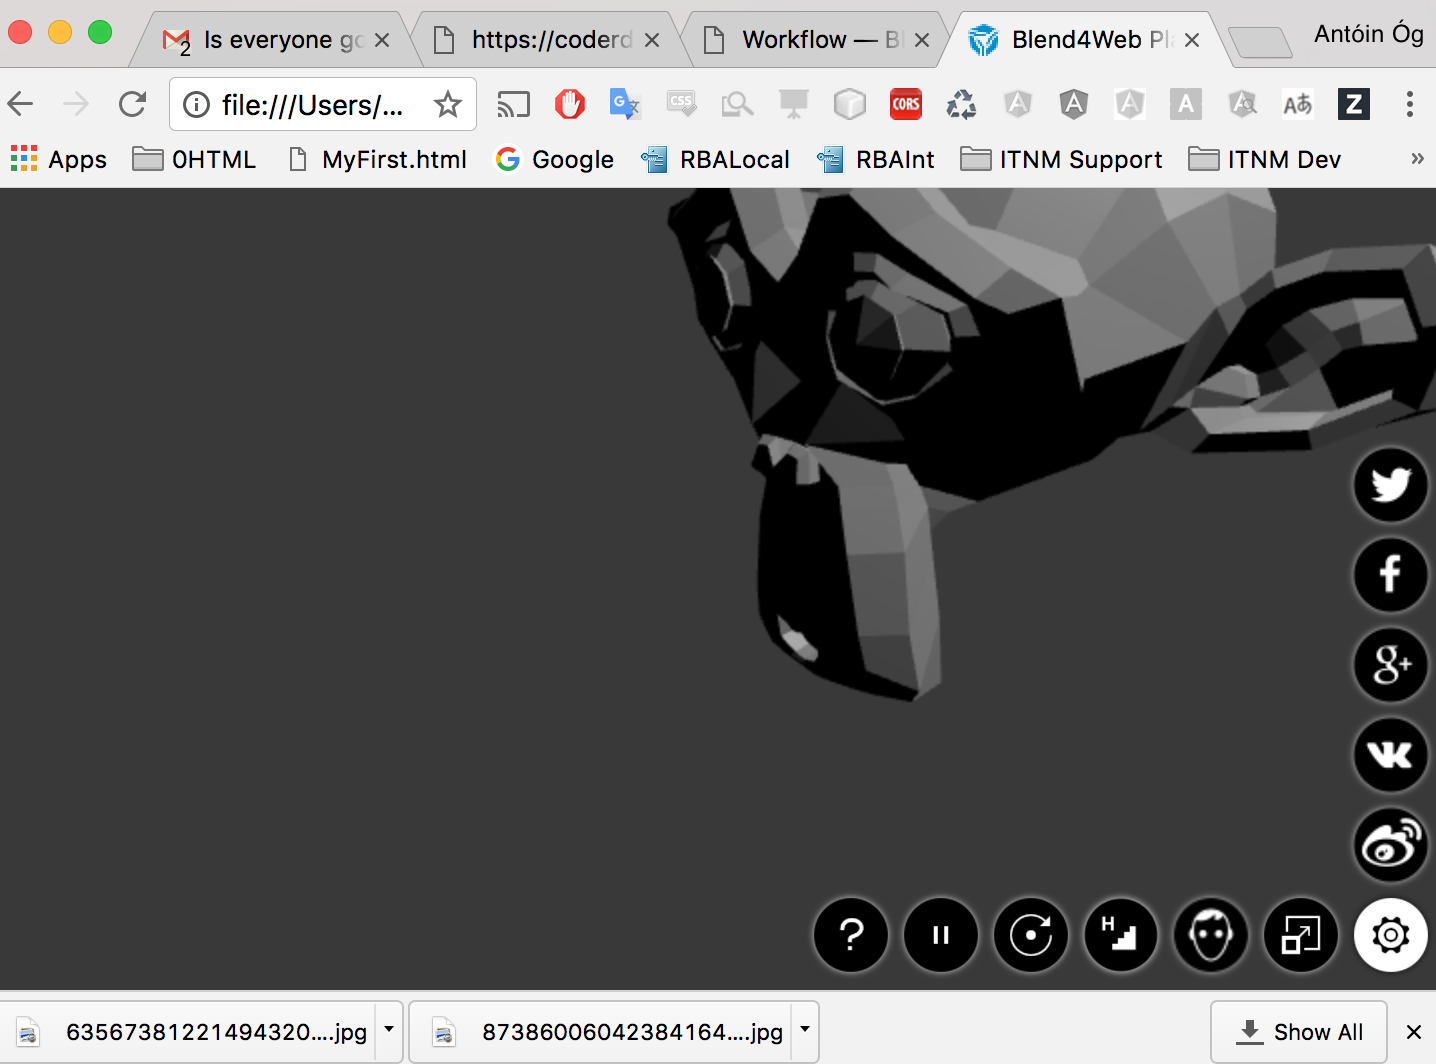 2 Is everyone go
https://coderd
Workflow — Bl
Blend4Web Pl
Antóin Óg
file:///Users/...
G
CSS
CORS
A
A
A
A
A
Aあ
Z
Apps
0HTML
MyFirst.html
Google
RBALocal
RBAInt
ITNM Support
ITNM Dev
»
f
g+
?
H
63567381221494320....jpg
87386006042384164....jpg
Show All